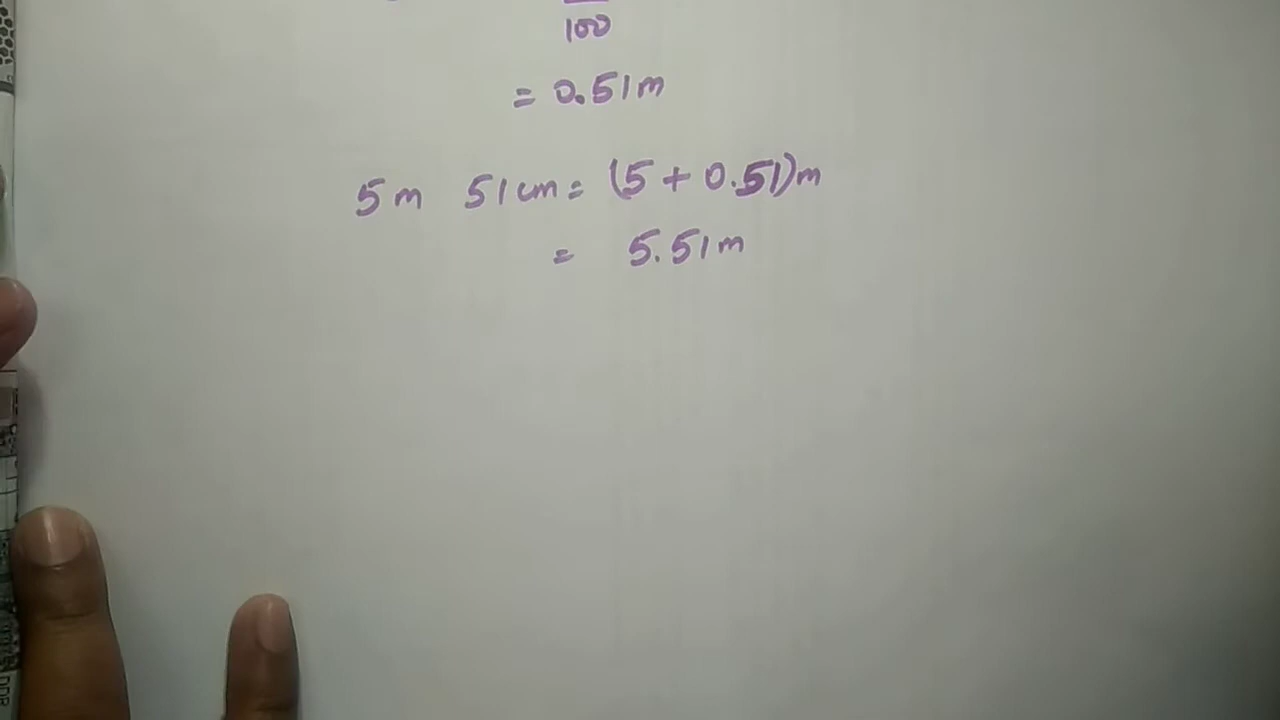 100
= 0.51m
5m 51cm = (5 + 0.51)m
= 5.51m